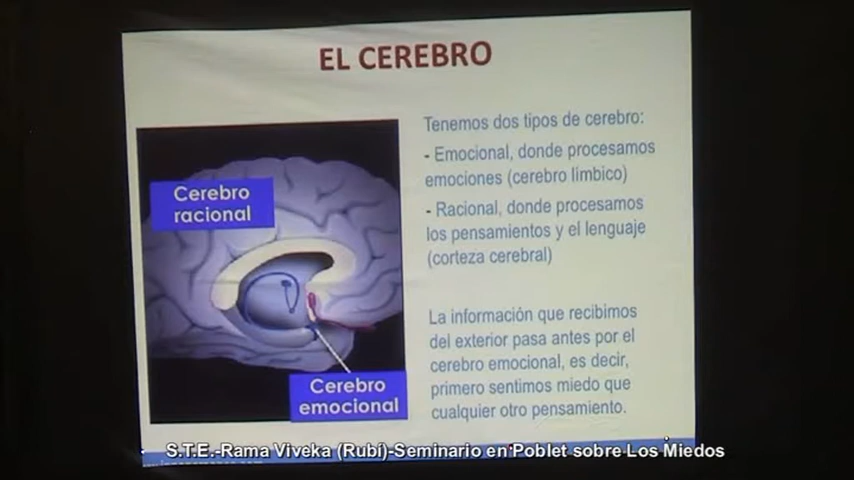 EL CEREBRO
Cerebro
racional
Cerebro
emocional
Tenemos dos tipos de cerebro:
- Emocional, donde procesamos
emociones (cerebro límbico)
- Racional, donde procesamos
los pensamientos y el lenguaje
(corteza cerebral)
La información que recibimos
del exterior pasa antes por el
cerebro emocional, es decir,
primero sentimos miedo que
cualquier otro pensamiento.
S.T.E.-Rama Viveka (Rubí)-Seminario en Poblet sobre Los Miedos